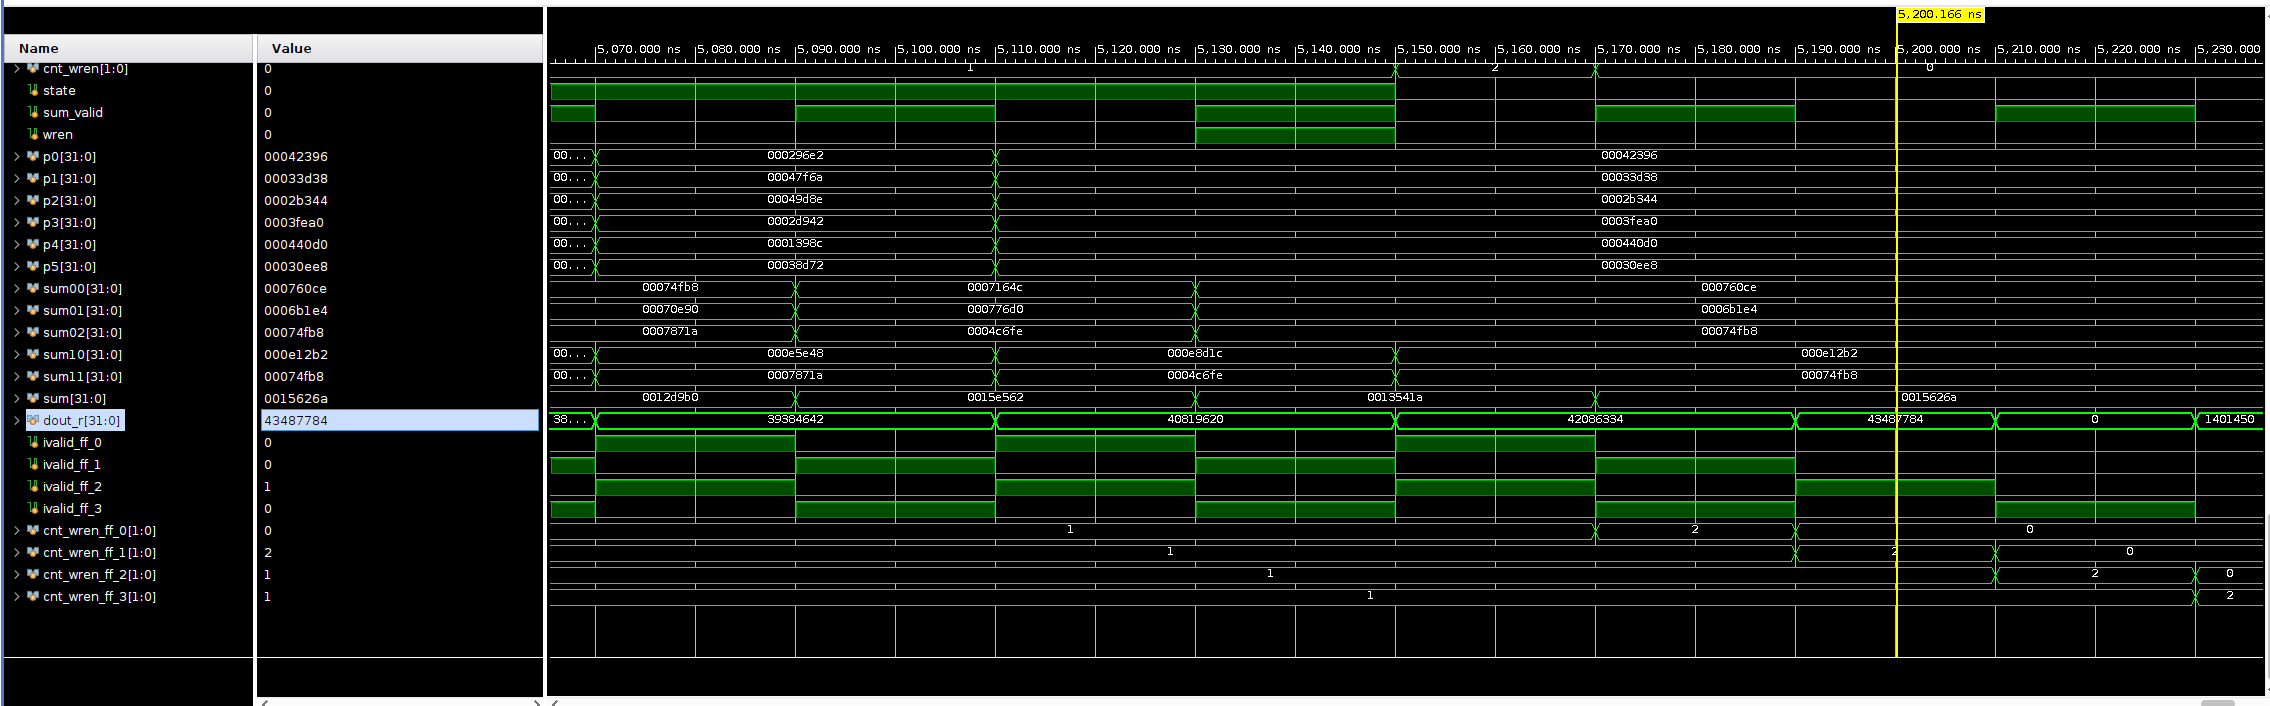 5,200.166 ns
Name Value 5,070.000 ns 5,080.000 ns 5,090.000 ns 5,100.000 ns 5,110.000 ns 5,120.000 ns 5,130.000 ns 5,140.000 ns 5,150.000 ns 5,160.000 ns 5,170.000 ns 5,180.000 ns 5,190.000 ns 5,200.000 ns 5,210.000 ns 5,220.000 ns 5,230.000
cnt_wren[1:0] 0 1 2 0
state 0
sum_valid 0
wren 0
p0[31:0] 00042396 00... 000296e2 00042396
p1[31:0] 00033d38 00... 00047f6a 00033d38
p2[31:0] 0002b344 00... 00049d8e 0002b344
p3[31:0] 0003fea0 00... 0002d942 0003fea0
p4[31:0] 000440d0 00... 0001398c 000440d0
p5[31:0] 00030ee8 00... 00038d72 00030ee8
sum00[31:0] 000760ce 00074fb8 0007164c 000760ce
sum01[31:0] 0006b1e4 00070e90 000776d0 0006b1e4
sum02[31:0] 00074fb8 0007871a 0004c6fe 00074fb8
sum10[31:0] 000e12b2 00... 000e5e48 000e8d1c 000e12b2
sum11[31:0] 00074fb8 00... 0007871a 0004c6fe 00074fb8
sum[31:0] 0015626a 0012d9b0 0015e562 0013541a 0015626a
dout_r[31:0] 43487784 38... 39384642 40819620 42086334 43487784 0 1401450
ivalid_ff_0 0
ivalid_ff_1 0
ivalid_ff_2 1
ivalid_ff_3 0
cnt_wren_ff_0[1:0] 0 1 2 0
cnt_wren_ff_1[1:0] 2 1 2 0
cnt_wren_ff_2[1:0] 1 1 2 0
cnt_wren_ff_3[1:0] 1 1 2